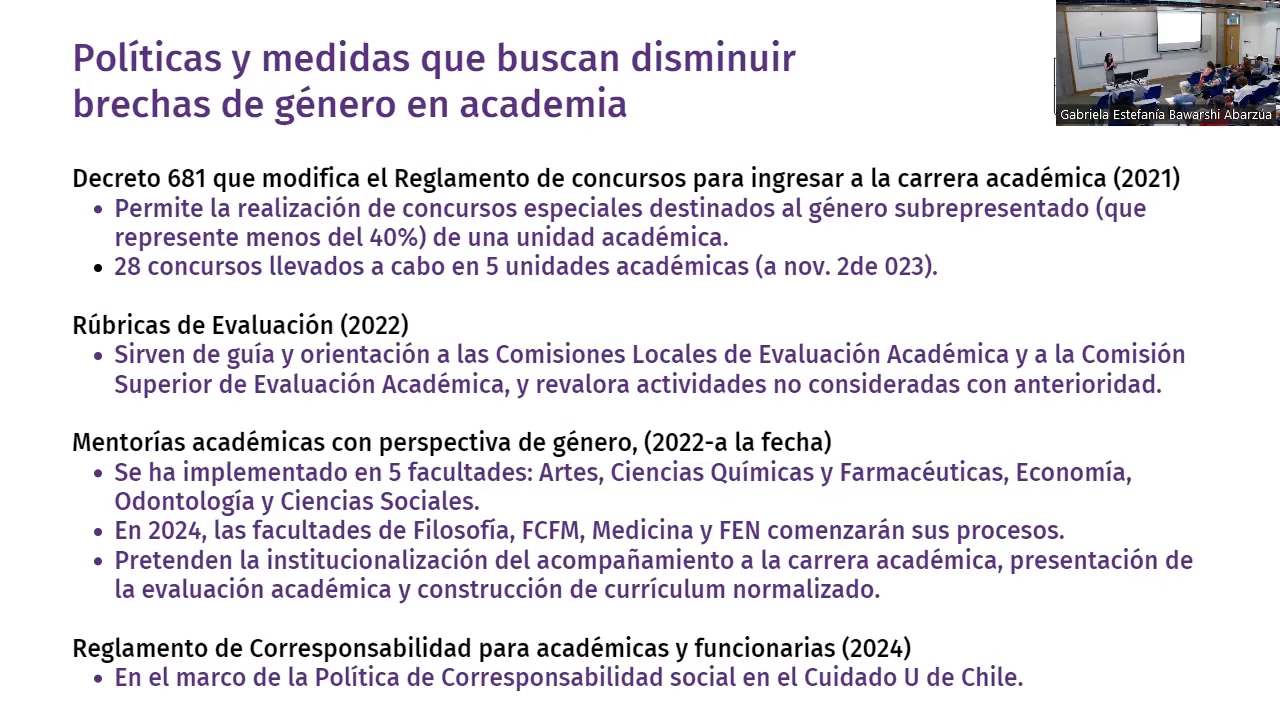 Políticas y medidas que buscan disminuir
brechas de género en academia
Gabriela Estefanía Bawarshi Abarzúa
Decreto 681 que modifica el Reglamento de concursos para ingresar a la carrera académica (2021)
• Permite la realización de concursos especiales destinados al género subrepresentado (que
represente menos del 40%) de una unidad académica.
• 28 concursos llevados a cabo en 5 unidades académicas (a nov. 2de 023).
Rúbricas de Evaluación (2022)
• Sirven de guía y orientación a las Comisiones Locales de Evaluación Académica y a la Comisión
Superior de Evaluación Académica, y revalora actividades no consideradas con anterioridad.
Mentorías académicas con perspectiva de género, (2022-a la fecha)
• Se ha implementado en 5 facultades: Artes, Ciencias Químicas y Farmacéuticas, Economía,
Odontología y Ciencias Sociales.
• En 2024, las facultades de Filosofía, FCFM, Medicina y FEN comenzarán sus procesos.
• Pretenden la institucionalización del acompañamiento a la carrera académica, presentación de
la evaluación académica y construcción de currículum normalizado.
Reglamento de Corresponsabilidad para académicas y funcionarias (2024)
• En el marco de la Política de Corresponsabilidad social en el Cuidado U de Chile.